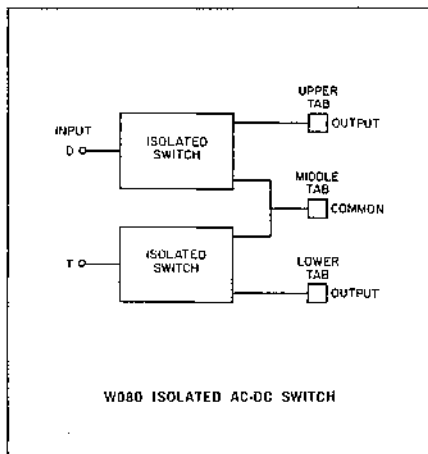 UPPER
TAB
OUTPUT
INPUT
D
ISOLATED
SWITCH
MIDDLE
TAB
COMMON
T
ISOLATED
SWITCH
LOWER
TAB
OUTPUT
W080 ISOLATED AC-DC SWITCH